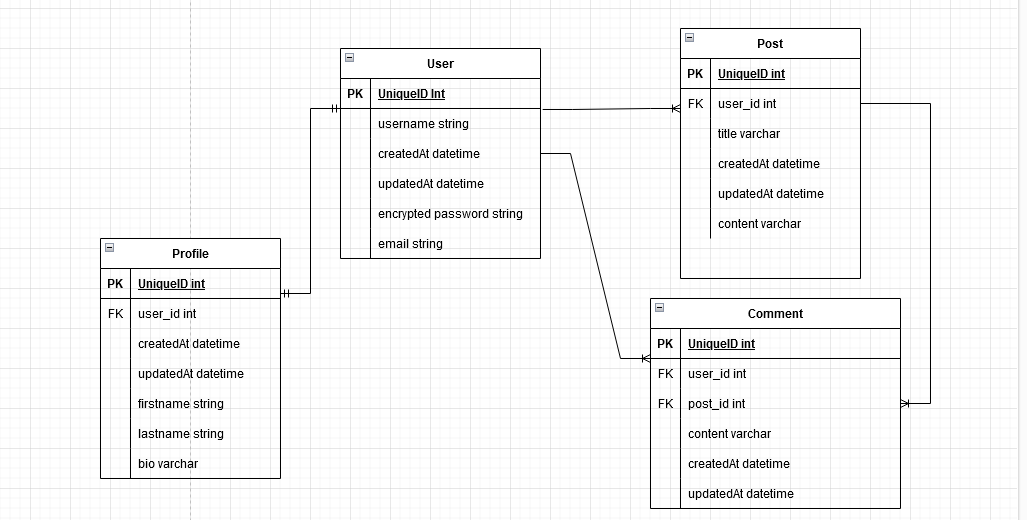 User
PK UniqueID Int
username string
createdAt datetime
updatedAt datetime
encrypted password string
email string
Post
PK UniqueID int
FK user_id int
title varchar
createdAt datetime
updatedAt datetime
content varchar
Profile
PK UniqueID int
FK user_id int
createdAt datetime
updatedAt datetime
firstname string
lastname string
bio varchar
Comment
PK UniqueID int
FK user_id int
FK post_id int
content varchar
createdAt datetime
updatedAt datetime